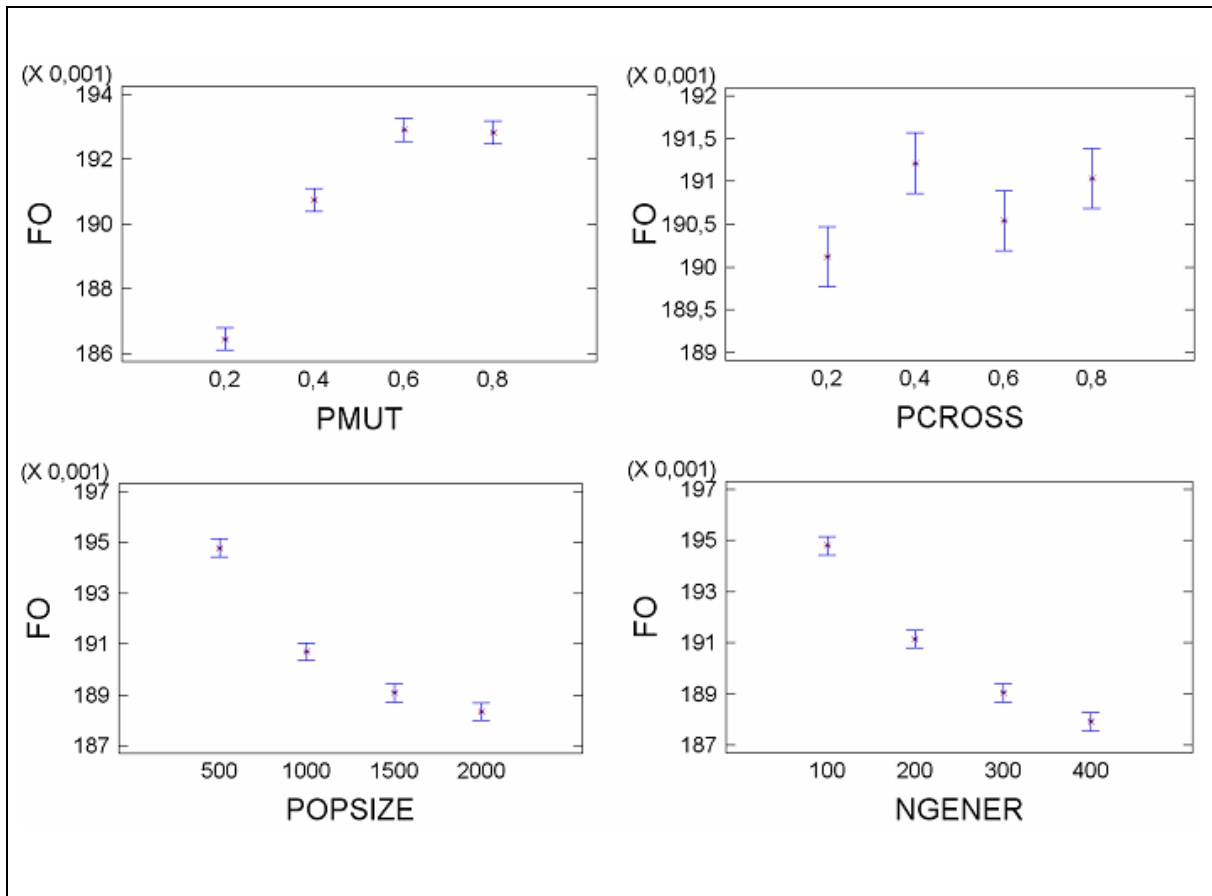 (X 0,001)
194
192
190
188
186
FO
0,2 0,4 0,6 0,8
PMUT
(X 0,001)
192
191,5
191
190,5
190
189,5
189
FO
0,2 0,4 0,6 0,8
PCROSS
(X 0,001)
197
195
193
191
189
187
FO
500 1000 1500 2000
POPSIZE
(X 0,001)
197
195
193
191
189
187
FO
100 200 300 400
NGENER